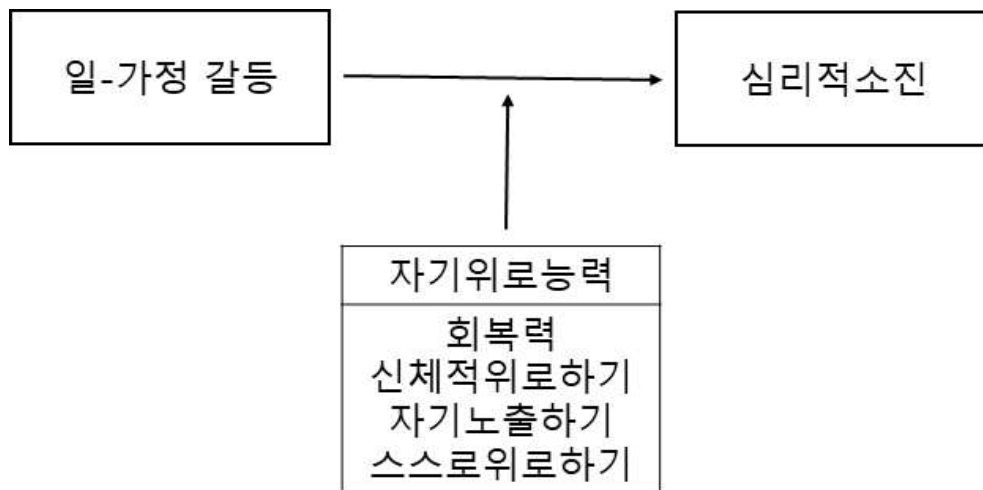 일-가정 갈등
심리적소진
자기위로능력
회복력
신체적위로하기
자기노출하기
스스로위로하기